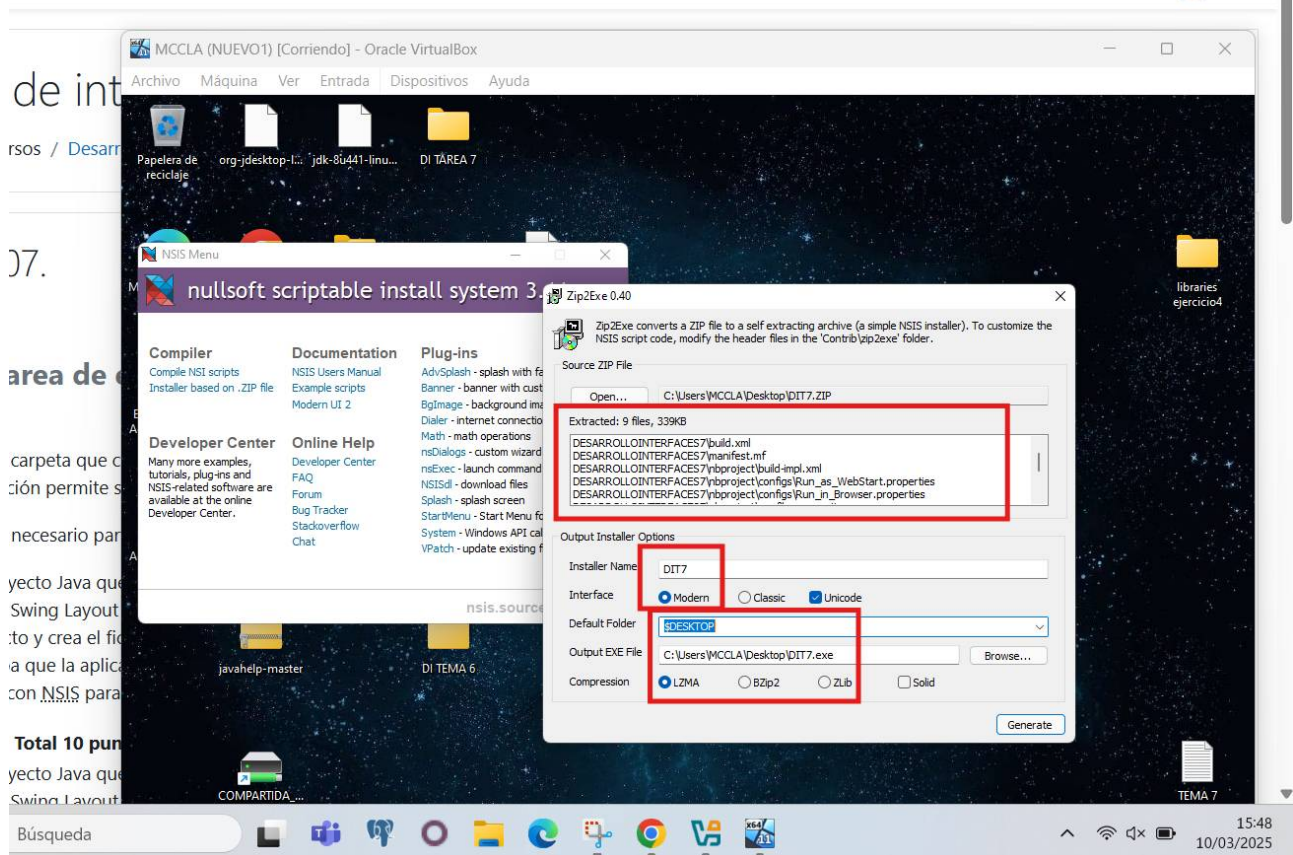 MCCLA (NUEVO1) [Corriendo] - Oracle VirtualBox
Archivo Máquina Ver Entrada Dispositivos Ayuda
de int
rsos / Desarr
07.
area de
carpeta que c
ción permite s
necesario par
yecto Java que
Swing Layout
to y crea el fic
a que la aplica
con NSIS para
Total 10 pun
yecto Java que
Swing Layout
Papelera de
reciclaje
org-jdesktop-l...
jdk-8u441-linu...
DI TAREA 7
libraries
ejercicio4
NSIS Menu
nullsoft scriptable install system 3.
Compiler
Compile NSI scripts
Installer based on .ZIP file
Developer Center
Many more examples,
tutorials, plug-ins and
NSIS-related software are
available at the online
Developer Center.
Documentation
NSIS Users Manual
Example scripts
Modern UI 2
Online Help
Developer Center
FAQ
Forum
Bug Tracker
Stackoverflow
Chat
Plug-ins
AdvSplash - splash with fa
Banner - banner with cust
BgImage - background ima
Dialer - internet connectio
Math - math operations
nsDialogs - custom wizard
nsExec - launch command
NSISdl - download files
Splash - splash screen
StartMenu - Start Menu fo
System - Windows API cal
VPatch - update existing f
nsis.source
Zip2Exe 0.40
Zip2Exe converts a ZIP file to a self extracting archive (a simple NSIS installer). To customize the
NSIS script code, modify the header files in the 'Contrib\zip2exe' folder.
Source ZIP File
Open... C:\Users\MCCLA\Desktop\DIT7.ZIP
Extracted: 9 files, 339KB
DESARROLLOINTERFACES7\build.xml
DESARROLLOINTERFACES7\manifest.mf
DESARROLLOINTERFACES7\nbproject\build-impl.xml
DESARROLLOINTERFACES7\nbproject\configs\Run_as_WebStart.properties
DESARROLLOINTERFACES7\nbproject\configs\Run_in_Browser.properties
Output Installer Options
Installer Name DIT7
Interface Modern Classic Unicode
Default Folder $DESKTOP
Output EXE File C:\Users\MCCLA\Desktop\DIT7.exe Browse...
Compression LZMA BZip2 ZLib Solid
Generate
javahelp-master
DI TEMA 6
COMPARTIDA_...
TEMA 7
Búsqueda
15:48
10/03/2025